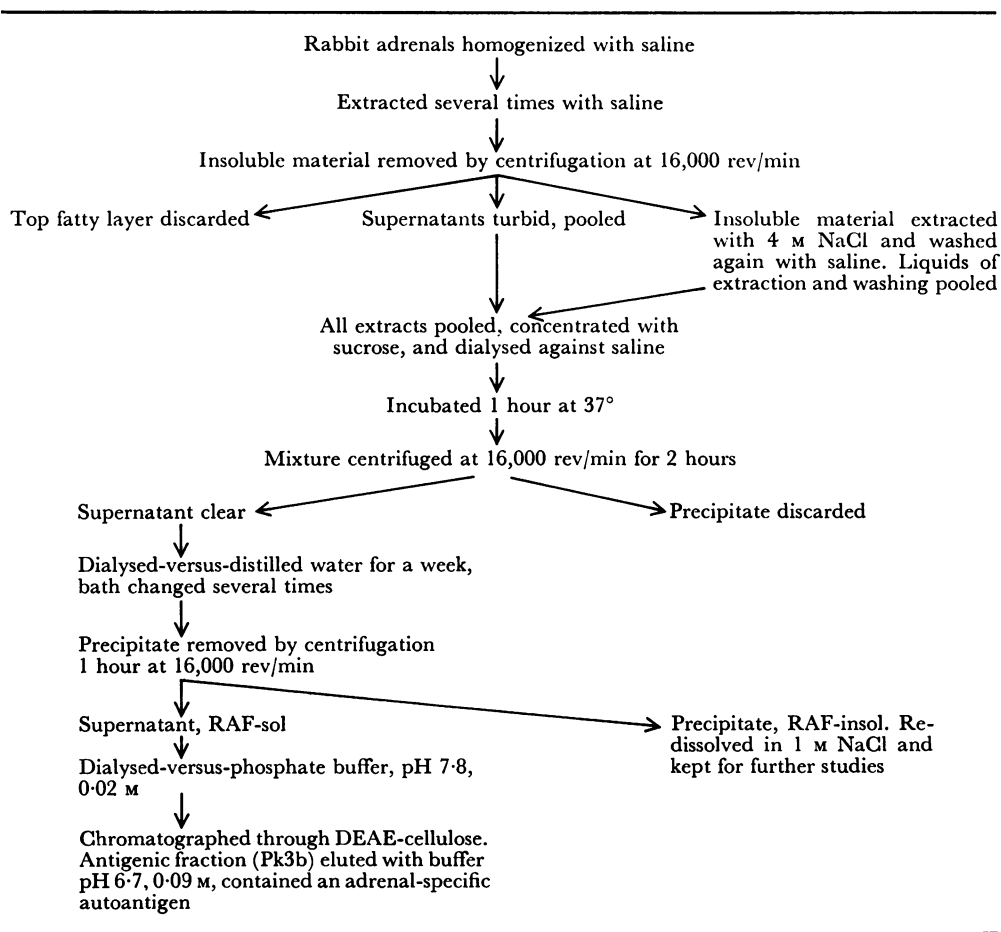 Rabbit adrenals homogenized with saline
Extracted several times with saline
Insoluble material removed by centrifugation at 16,000 rev/min
Top fatty layer discarded
Supernatants turbid, pooled
Insoluble material extracted
with 4 M NaCl and washed
again with saline. Liquids of
extraction and washing pooled
All extracts pooled, concentrated with
sucrose, and dialysed against saline
Incubated 1 hour at 37°
Mixture centrifuged at 16,000 rev/min for 2 hours
Supernatant clear
Precipitate discarded
Dialysed-versus-distilled water for a week,
bath changed several times
Precipitate removed by centrifugation
1 hour at 16,000 rev/min
Supernatant, RAF-sol
Precipitate, RAF-insol. Re-
dissolved in 1 M NaCl and
kept for further studies
Dialysed-versus-phosphate buffer, pH 7·8,
0·02 M
Chromatographed through DEAE-cellulose.
Antigenic fraction (Pk3b) eluted with buffer
pH 6·7, 0·09 M, contained an adrenal-specific
autoantigen